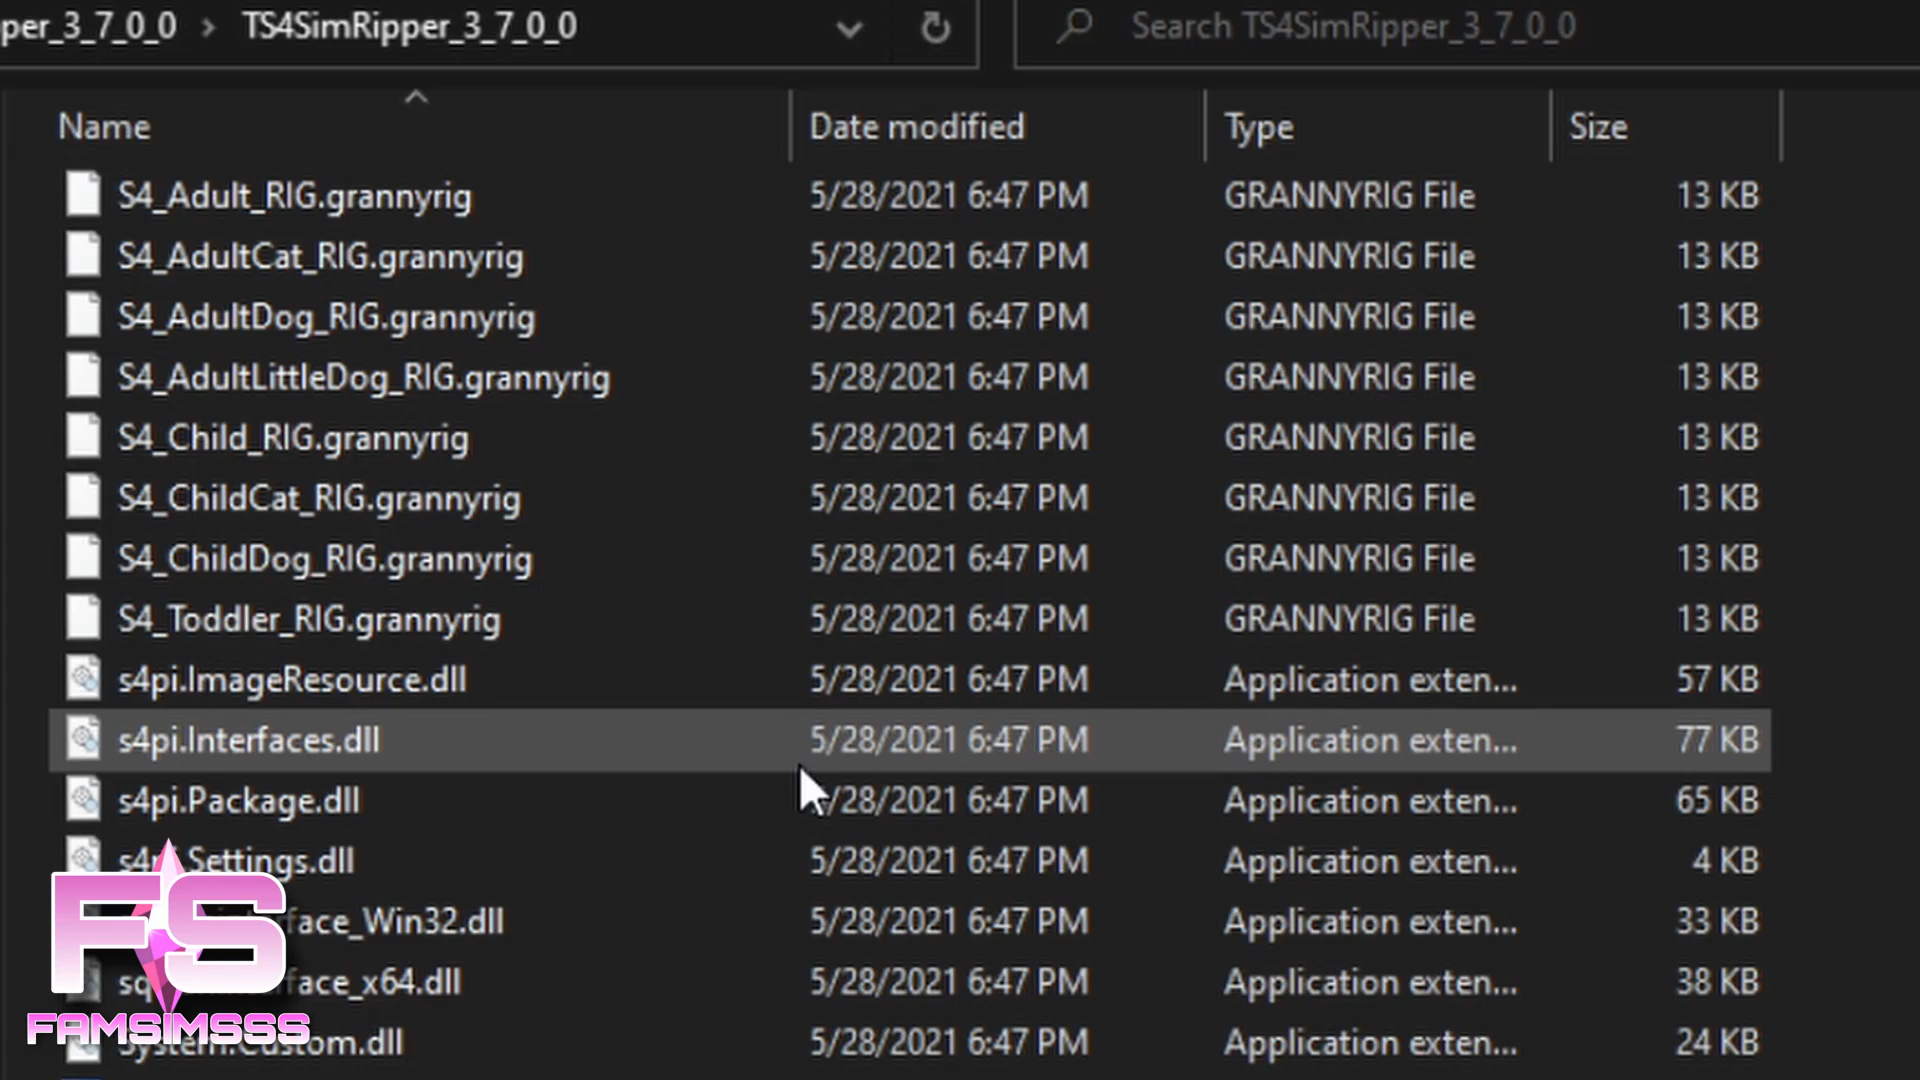 per_3_7_0_0 > TS4SimRipper_3_7_0_0
Search TS4SimRipper_3_7_0_0
Name Date modified Type Size
S4_Adult_RIG.grannyrig 5/28/2021 6:47 PM GRANNYRIG File 13 KB
S4_AdultCat_RIG.grannyrig 5/28/2021 6:47 PM GRANNYRIG File 13 KB
S4_AdultDog_RIG.grannyrig 5/28/2021 6:47 PM GRANNYRIG File 13 KB
S4_AdultLittleDog_RIG.grannyrig 5/28/2021 6:47 PM GRANNYRIG File 13 KB
S4_Child_RIG.grannyrig 5/28/2021 6:47 PM GRANNYRIG File 13 KB
S4_ChildCat_RIG.grannyrig 5/28/2021 6:47 PM GRANNYRIG File 13 KB
S4_ChildDog_RIG.grannyrig 5/28/2021 6:47 PM GRANNYRIG File 13 KB
S4_Toddler_RIG.grannyrig 5/28/2021 6:47 PM GRANNYRIG File 13 KB
s4pi.ImageResource.dll 5/28/2021 6:47 PM Application exten... 57 KB
s4pi.Interfaces.dll 5/28/2021 6:47 PM Application exten... 77 KB
s4pi.Package.dll /28/2021 6:47 PM Application exten... 65 KB
s4pi.Settings.dll 5/28/2021 6:47 PM Application exten... 4 KB
face_Win32.dll 5/28/2021 6:47 PM Application exten... 33 KB
face_x64.dll 5/28/2021 6:47 PM Application exten... 38 KB
System.Custom.dll 5/28/2021 6:47 PM Application exten... 24 KB
FS
FAMSIMSSS